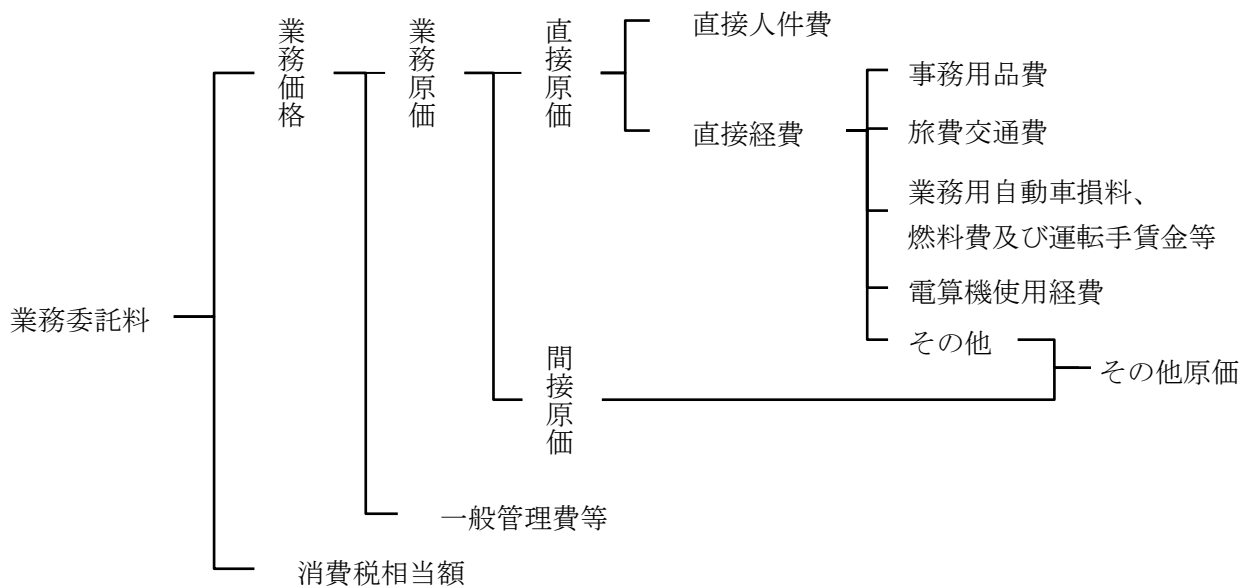 業務委託料
業務価格
業務原価
直接原価
直接人件費
直接経費
事務用品費
旅費交通費
業務用自動車損料、
燃料費及び運転手賃金等
電算機使用経費
その他
間接原価
その他原価
一般管理費等
消費税相当額